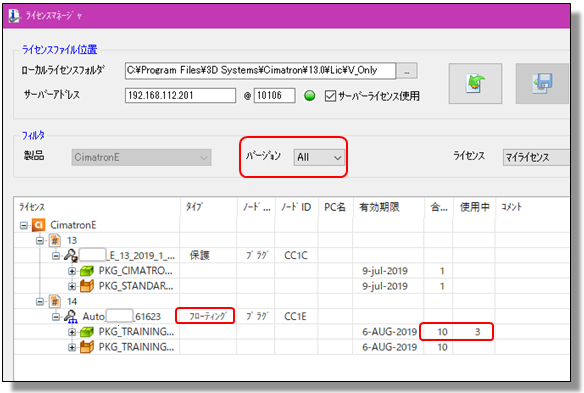 ライセンスマネージャ
ライセンスファイル位置
ローカルライセンスフォルダ C:¥Program Files¥3D Systems¥Cimatron¥13.0¥Lic¥V_Only ...
サーバーアドレス 192.168.112.201 @ 10106 サーバーライセンス使用
フィルタ
製品 CimatronE バージョン All ライセンス マイライセンス
ライセンス タイプ ノード... ノードID PC名 有効期限 合... 使用中 コメント
CimatronE
13
_E_13_2019_1_... 保護 プラグ CC1C
PKG_CIMATRO... 9-jul-2019 1
PKG_STANDAR... 9-jul-2019 1
14
Auto 61623 フローティング プラグ CC1E
PKG_TRAINING... 6-AUG-2019 10 3
PKG_TRAINING... 6-AUG-2019 10